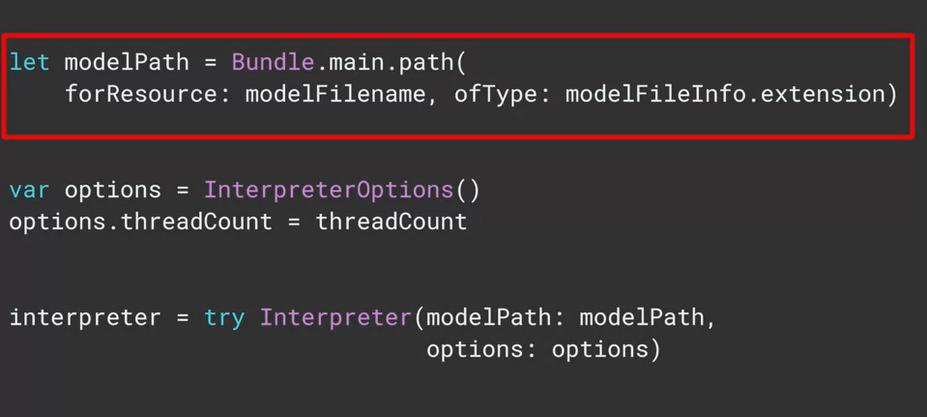 let modelPath = Bundle.main.path(
    forResource: modelFilename, ofType: modelFileInfo.extension)
var options = InterpreterOptions()
options.threadCount = threadCount
interpreter = try Interpreter(modelPath: modelPath,
                              options: options)